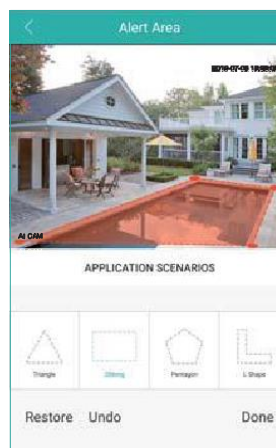 Alert Area
AI CAM
APPLICATION SCENARIOS
Triangle Oblong Pentagon L Shape
Restore Undo Done